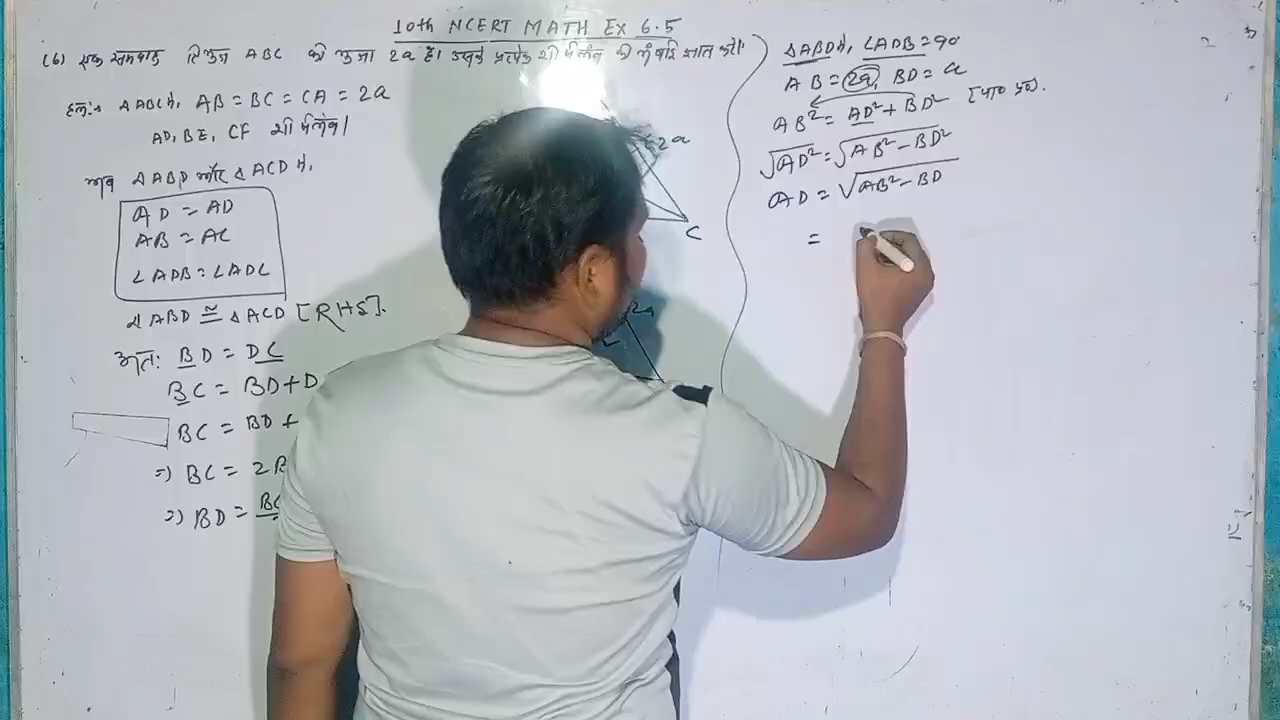 10th NCERT MATH Ex 6.5
(6) एक समबाहु त्रिभुज ABC की भुजा 2a है। उसके प्रत्येक शीर्षलंब की लंबाई ज्ञात करें।
हल:- ΔABC में, AB = BC = CA = 2a
AD, BE, CF शीर्षलंब।
अब ΔABD और ΔACD में,
AD = AD
AB = AC
∠ADB = ∠ADC
ΔABD ≅ ΔACD [RHS].
अतः BD = DC
BC = BD + D
BC = BD +
⇒ BC = 2B
⇒ BD = BC
2a
C
2a
ΔABD में, ∠ADB = 90
AB = 2a, BD = a
AB² = AD² + BD²
√AD² = √AB² - BD²
AD = √AB² - BD
=